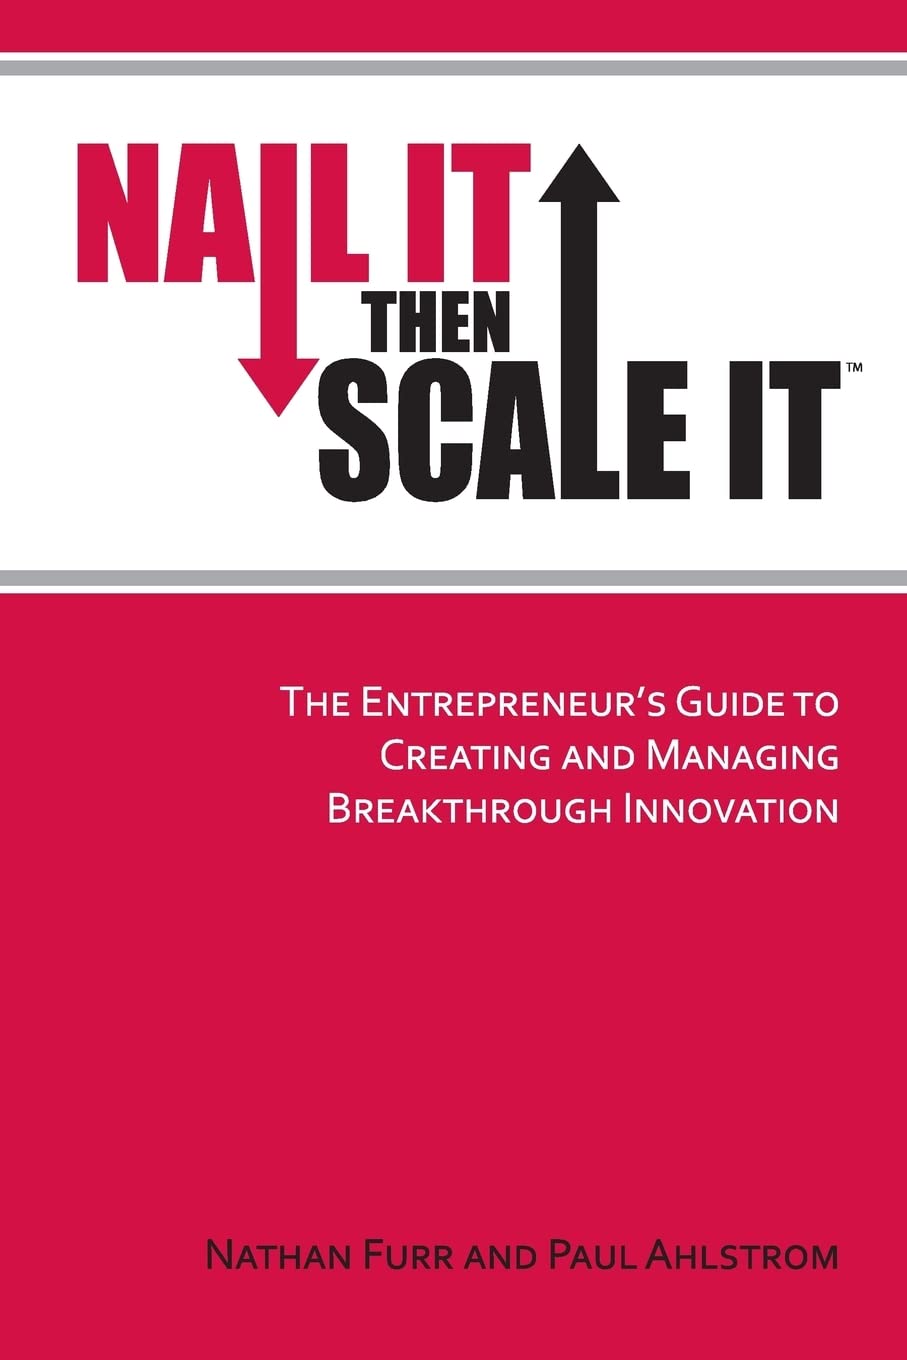 NAIL IT
THEN
SCALE IT™
THE ENTREPRENEUR'S GUIDE TO
CREATING AND MANAGING
BREAKTHROUGH INNOVATION
NATHAN FURR AND PAUL AHLSTROM